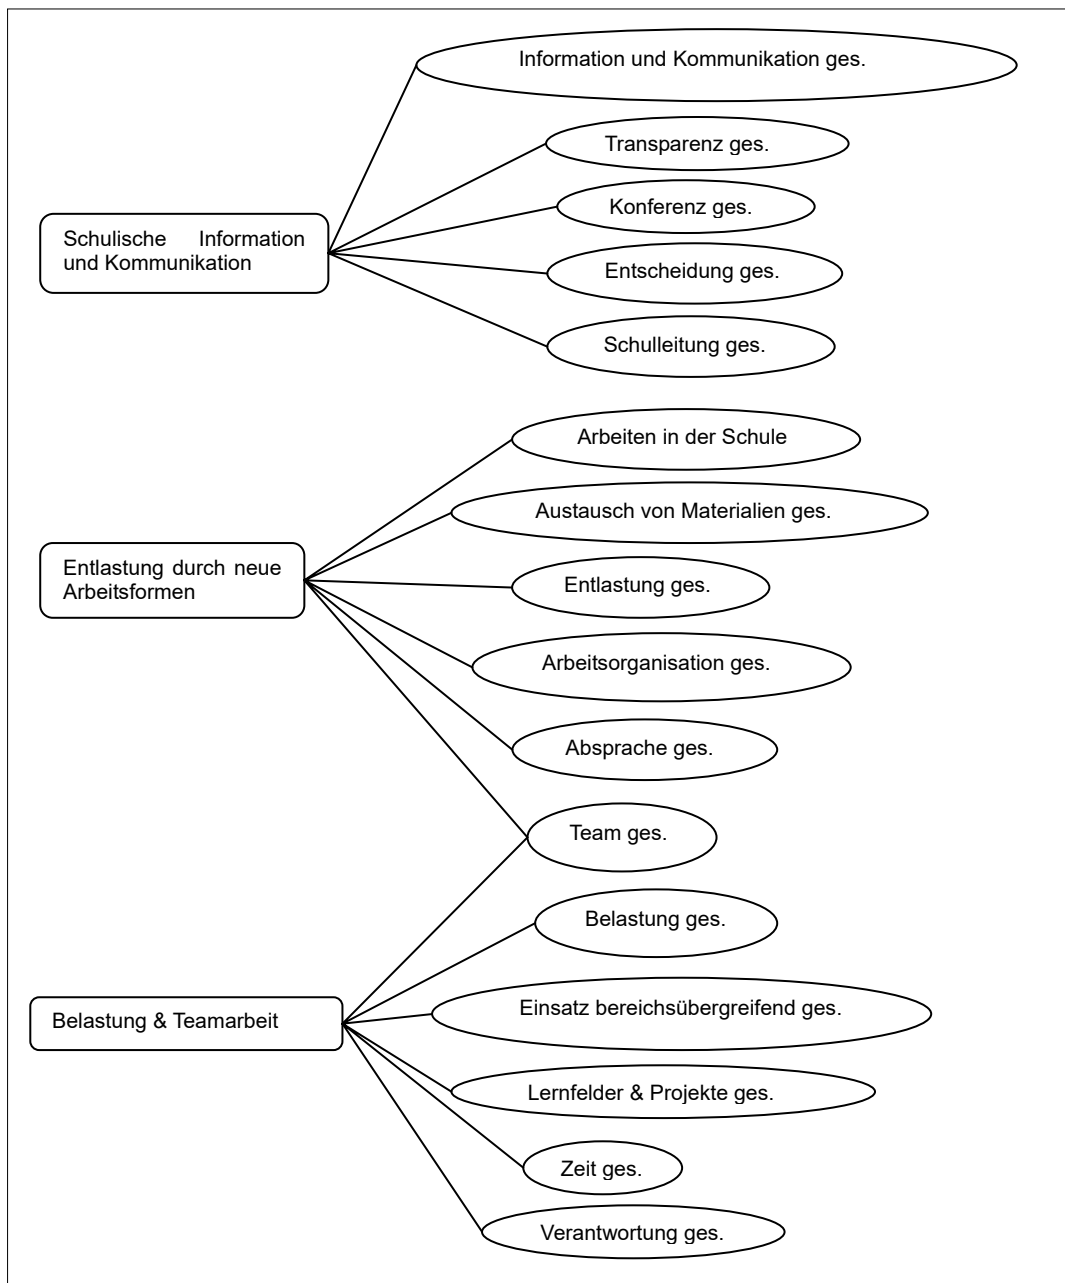 Information und Kommunikation ges.
Transparenz ges.
Konferenz ges.
Schulische Information
und Kommunikation
Entscheidung ges.
Schulleitung ges.
Arbeiten in der Schule
Austausch von Materialien ges.
Entlastung durch neue
Arbeitsformen
Entlastung ges.
Arbeitsorganisation ges.
Absprache ges.
Team ges.
Belastung ges.
Einsatz bereichsübergreifend ges.
Belastung & Teamarbeit
Lernfelder & Projekte ges.
Zeit ges.
Verantwortung ges.